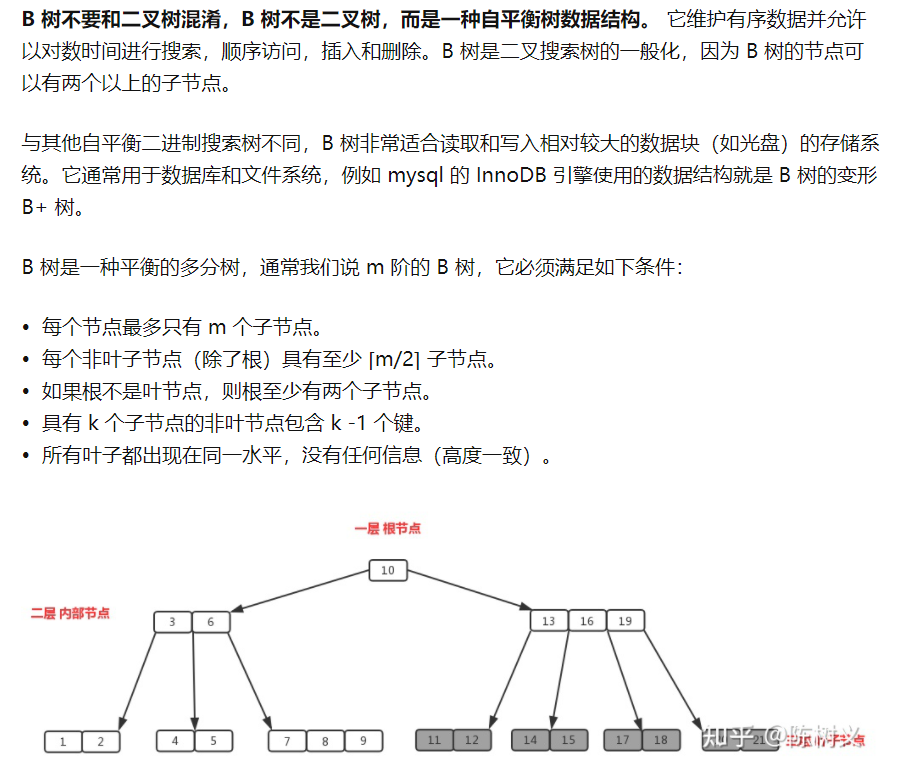 B 树不要和二叉树混淆，B 树不是二叉树，而是一种自平衡树数据结构。 它维护有序数据并允许
以对数时间进行搜索，顺序访问，插入和删除。B 树是二叉搜索树的一般化，因为 B 树的节点可
以有两个以上的子节点。
与其他自平衡二进制搜索树不同，B 树非常适合读取和写入相对较大的数据块（如光盘）的存储系
统。它通常用于数据库和文件系统，例如 mysql 的 InnoDB 引擎使用的数据结构就是 B 树的变形
B+ 树。
B 树是一种平衡的多分树，通常我们说 m 阶的 B 树，它必须满足如下条件：
• 每个节点最多只有 m 个子节点。
• 每个非叶子节点（除了根）具有至少 ⌈m/2⌉ 子节点。
• 如果根不是叶节点，则根至少有两个子节点。
• 具有 k 个子节点的非叶节点包含 k -1 个键。
• 所有叶子都出现在同一水平，没有任何信息（高度一致）。
一层 根节点
10
二层 内部节点
3 6
13 16 19
1 2
4 5
7 8 9
11 12
14 15
17 18
21
知乎 @陈树义
子节点